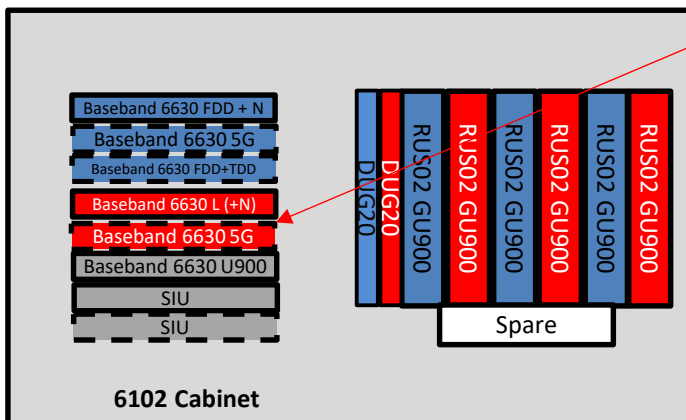 Baseband 6630 FDD + N
Baseband 6630 5G
Baseband 6630 FDD+TDD
Baseband 6630 L (+N)
Baseband 6630 5G
Baseband 6630 U900
SIU
SIU
DUG20
DUG20
RUS02 GU900
RUS02 GU900
RUS02 GU900
RUS02 GU900
RUS02 GU900
RUS02 GU900
Spare
6102 Cabinet